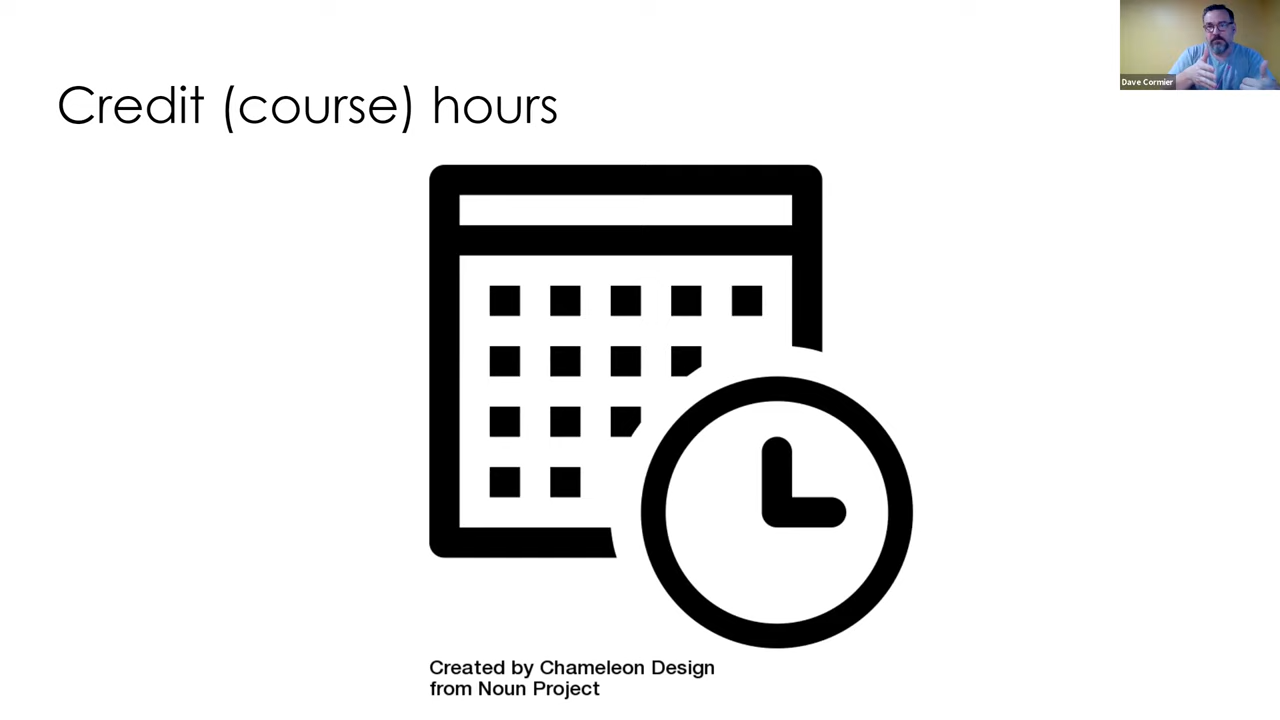 Credit (course) hours
Dave Cormier
Created by Chameleon Design
from Noun Project